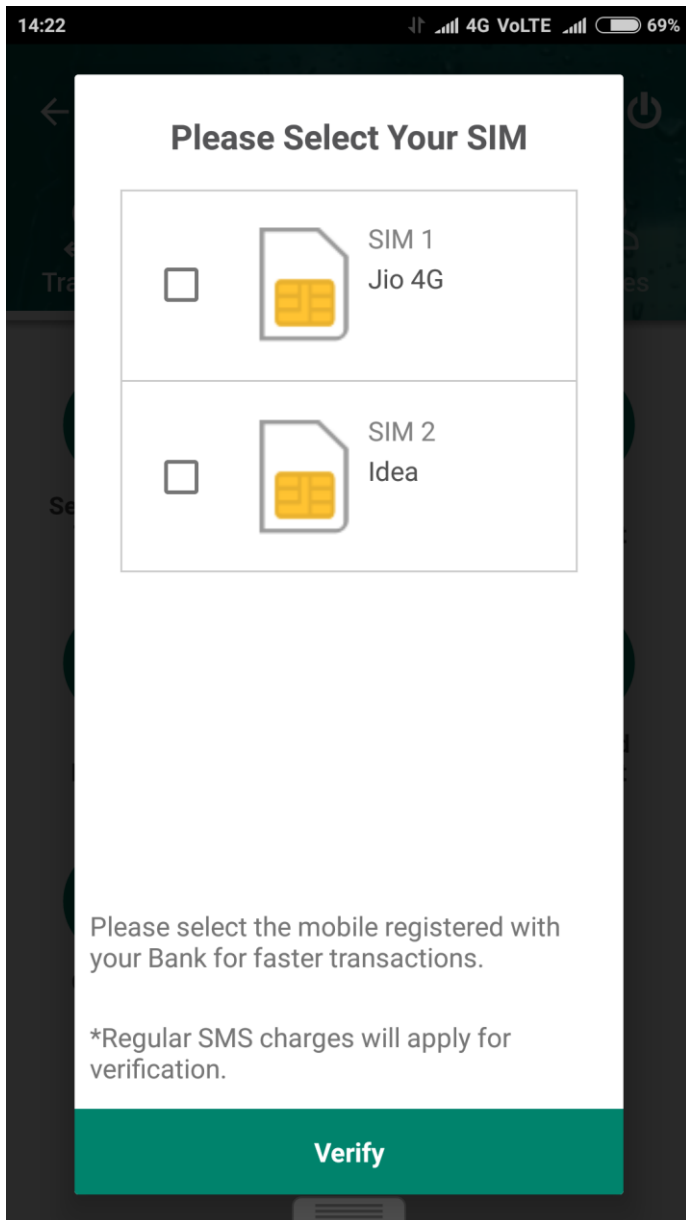 14:22 4G VoLTE 69%
Please Select Your SIM
SIM 1
Jio 4G
SIM 2
Idea
Please select the mobile registered with
your Bank for faster transactions.
*Regular SMS charges will apply for
verification.
Verify